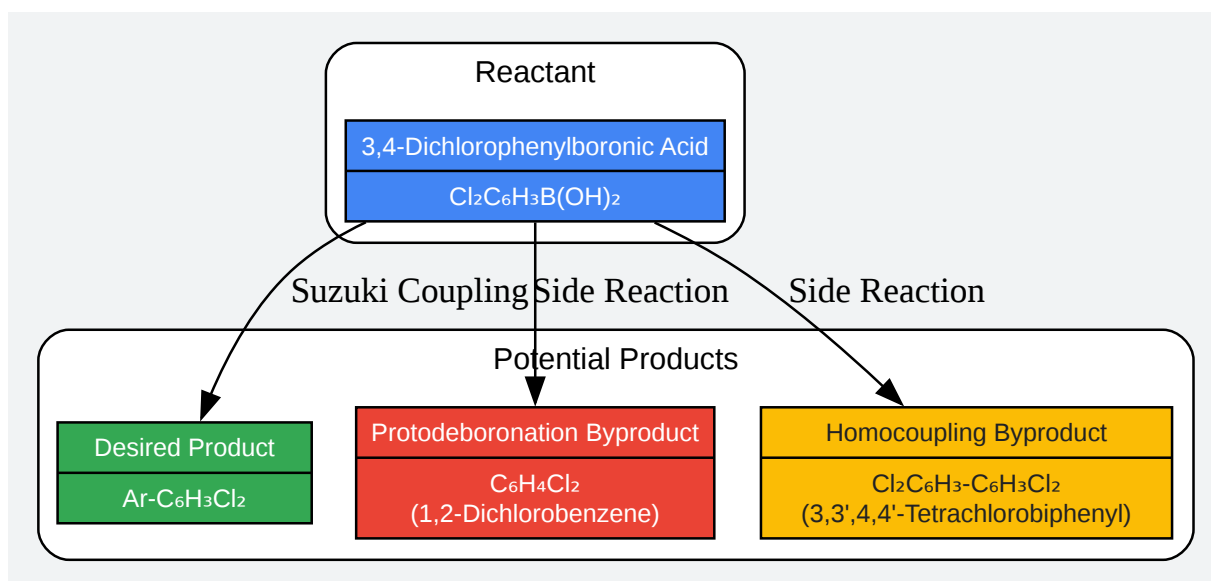 Reactant
3,4-Dichlorophenylboronic Acid
Cl₂C₆H₃B(OH)₂
Suzuki Coupling
Side Reaction
Side Reaction
Potential Products
Desired Product
Ar-C₆H₃Cl₂
Protodeboronation Byproduct
C₆H₄Cl₂
(1,2-Dichlorobenzene)
Homocoupling Byproduct
Cl₂C₆H₃-C₆H₃Cl₂
(3,3',4,4'-Tetrachlorobiphenyl)